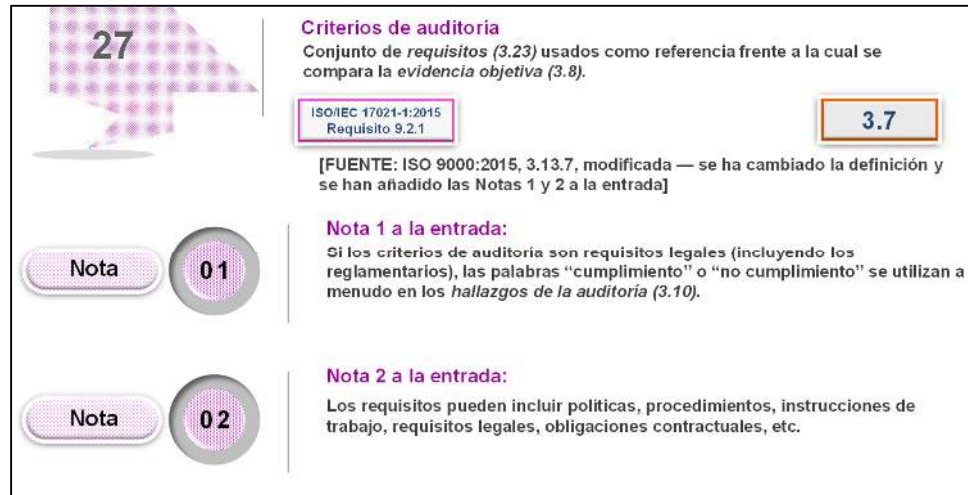 27
Criterios de auditoría
Conjunto de requisitos (3.23) usados como referencia frente a la cual se
compara la evidencia objetiva (3.8).
ISO/IEC 17021-1:2015
Requisito 9.2.1
3.7
[FUENTE: ISO 9000:2015, 3.13.7, modificada — se ha cambiado la definición y
se han añadido las Notas 1 y 2 a la entrada]
Nota
01
Nota 1 a la entrada:
Si los criterios de auditoría son requisitos legales (incluyendo los
reglamentarios), las palabras “cumplimiento” o “no cumplimiento” se utilizan a
menudo en los hallazgos de la auditoría (3.10).
Nota
02
Nota 2 a la entrada:
Los requisitos pueden incluir políticas, procedimientos, instrucciones de
trabajo, requisitos legales, obligaciones contractuales, etc.